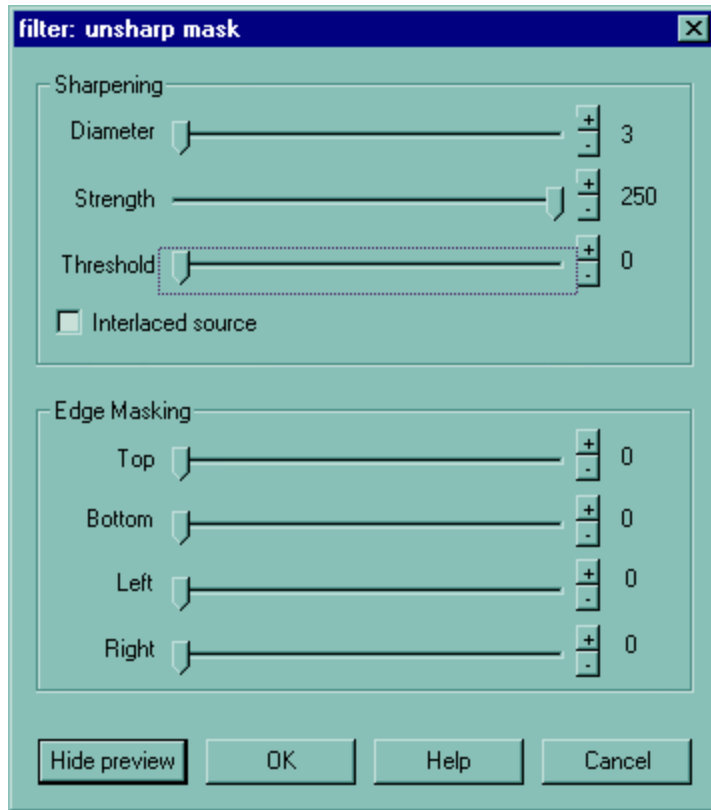 filter: unsharp mask
Sharpening
Diameter + - 3
Strength + - 250
Threshold + - 0
Interlaced source
Edge Masking
Top + - 0
Bottom + - 0
Left + - 0
Right + - 0
Hide preview OK Help Cancel